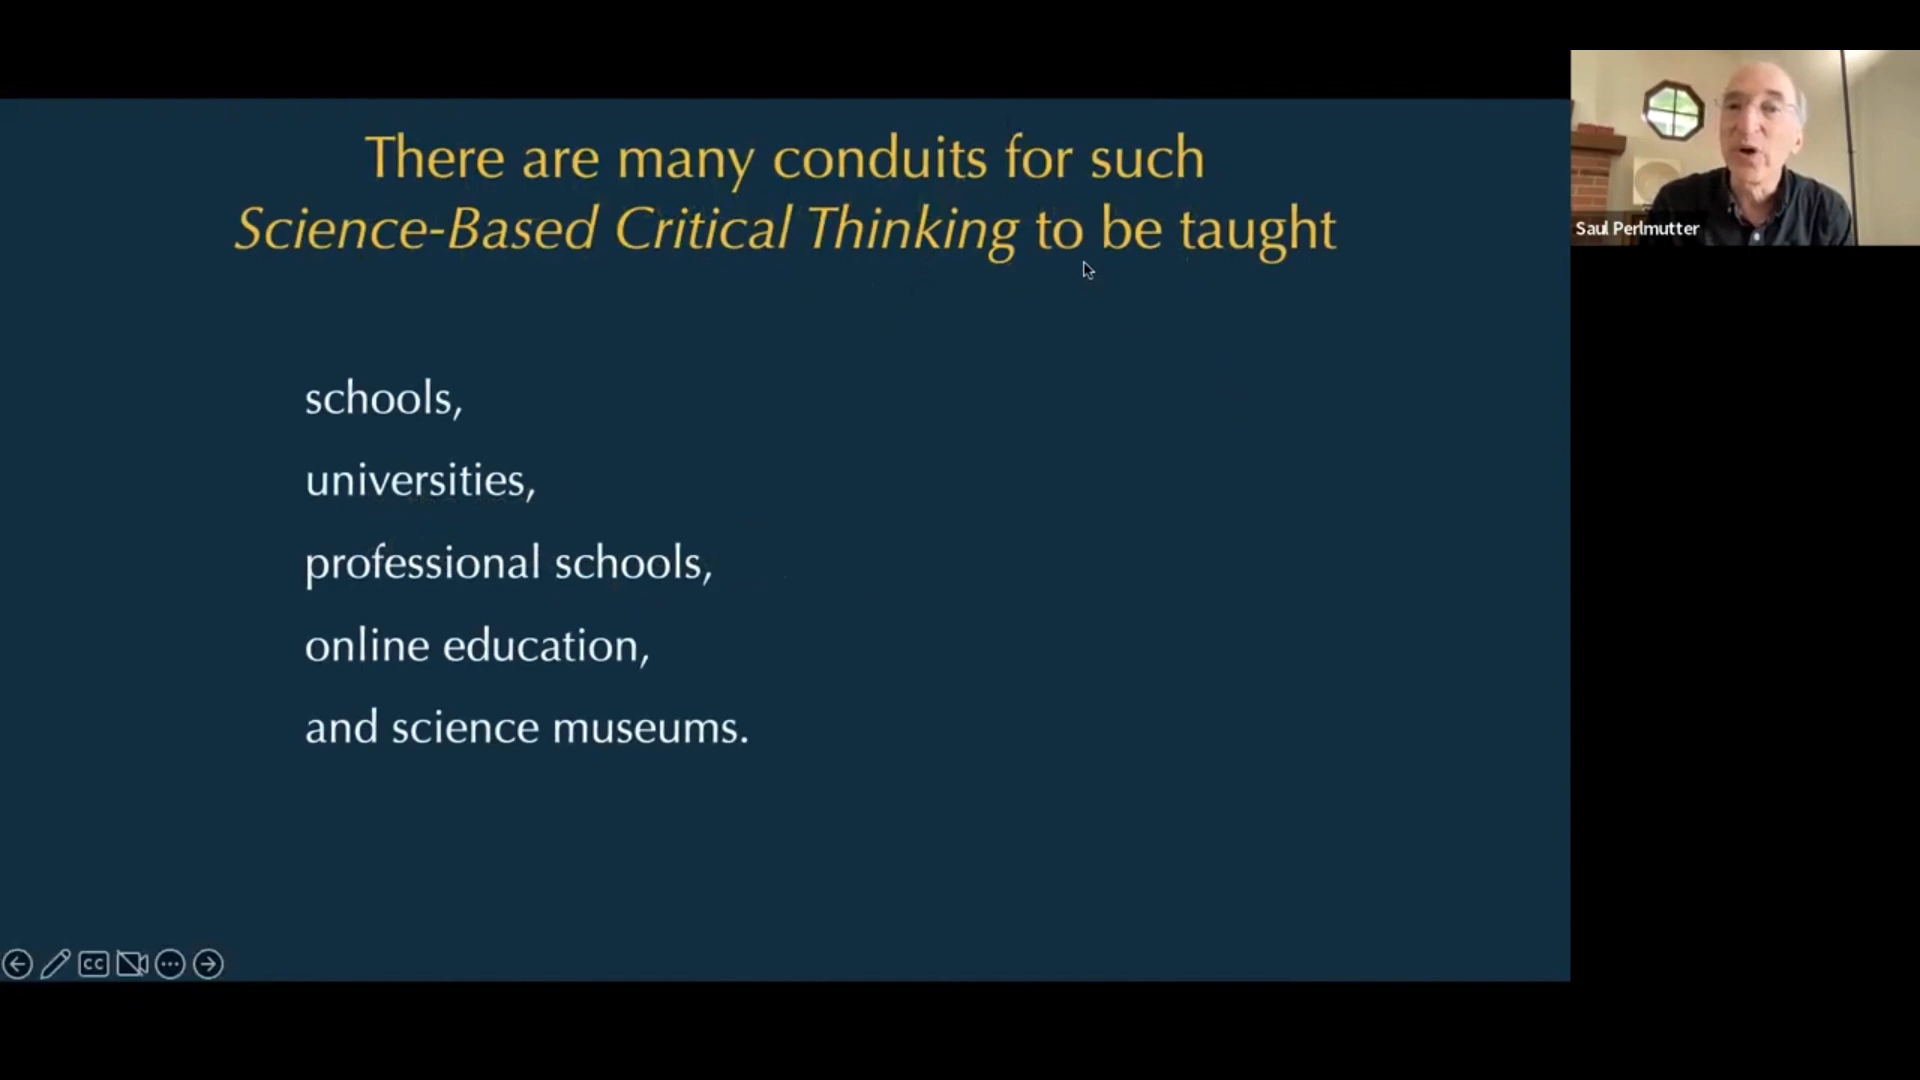 There are many conduits for such
Science-Based Critical Thinking to be taught
Saul Perlmutter
schools,
universities,
professional schools,
online education,
and science museums.
CC